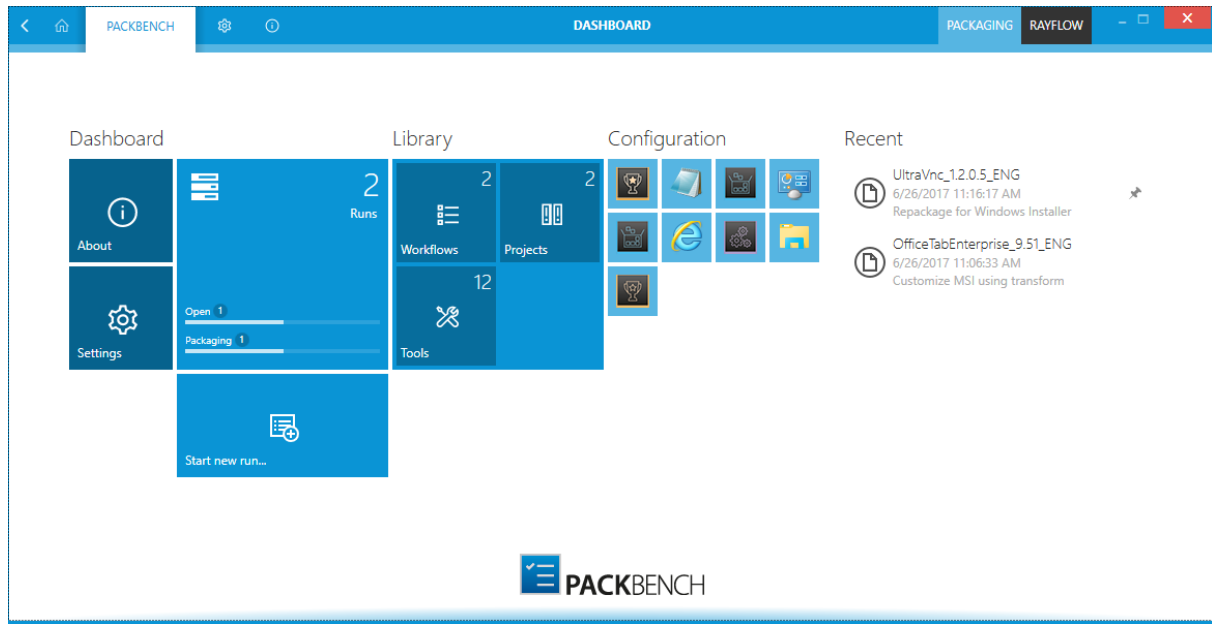 PACKBENCH
DASHBOARD
PACKAGING
RAYFLOW
Dashboard
About
Settings
2
Runs
Open 1
Packaging 1
Start new run...
Library
2
Workflows
2
Projects
12
Tools
Configuration
Recent
UltraVnc_1.2.0.5_ENG
6/26/2017 11:16:17 AM
Repackage for Windows Installer
OfficeTabEnterprise_9.51_ENG
6/26/2017 11:06:33 AM
Customize MSI using transform
PACKBENCH